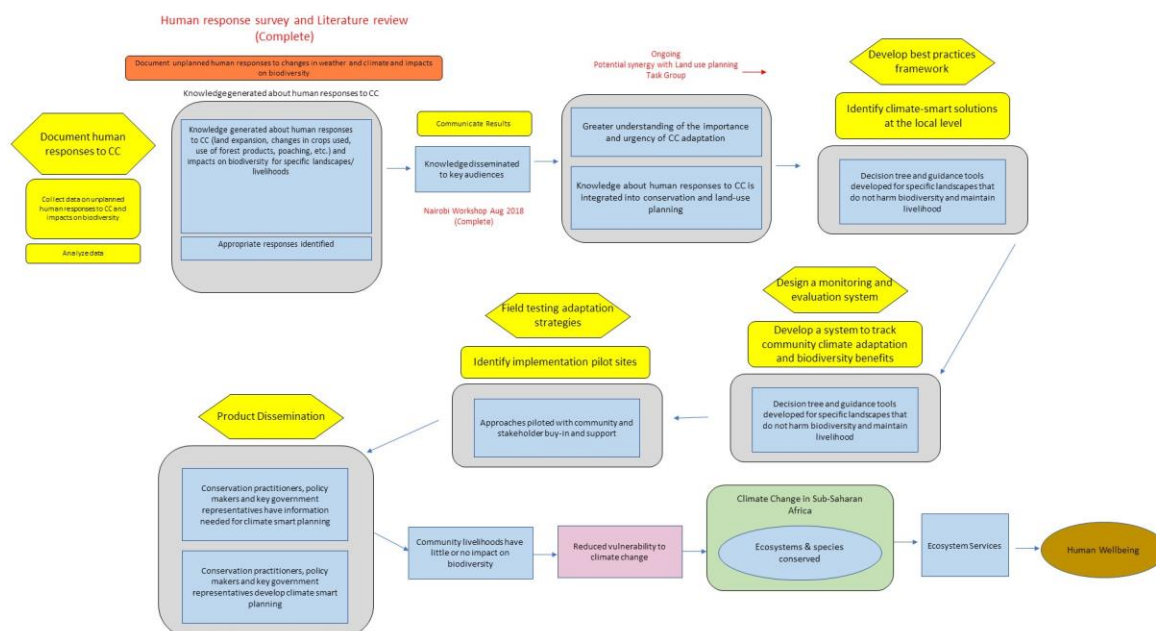 Human response survey and Literature review
(Complete)
Document unplanned human responses to changes in weather and climate and impacts
on biodiversity
Knowledge generated about human responses to CC
Document human
responses to CC
Collect data on unplanned
human responses to CC and
impacts on biodiversity
Analyze data
Knowledge generated about human responses
to CC (land expansion, changes in crops used,
use of forest products, poaching, etc.) and
impacts on biodiversity for specific landscapes/
livelihoods
Appropriate responses identified
Communicate Results
Knowledge disseminated
to key audiences
Nairobi Workshop Aug 2018
(Complete)
Ongoing
Potential synergy with Land use planning
Task Group
Greater understanding of the importance
and urgency of CC adaptation
Knowledge about human responses to CC is
integrated into conservation and land-use
planning
Develop best practices
framework
Identify climate-smart solutions
at the local level
Decision tree and guidance tools
developed for specific landscapes that
do not harm biodiversity and maintain
livelihood
Design a monitoring and
evaluation system
Develop a system to track
community climate adaptation
and biodiversity benefits
Decision tree and guidance tools
developed for specific landscapes that
do not harm biodiversity and maintain
livelihood
Field testing adaptation
strategies
Identify implementation pilot sites
Approaches piloted with community and
stakeholder buy-in and support
Product Dissemination
Conservation practitioners, policy
makers and key government
representatives have information
needed for climate smart planning
Conservation practitioners, policy
makers and key government
representatives develop climate smart
planning
Community livelihoods have
little or no impact on
biodiversity
Reduced vulnerability to
climate change
Climate Change in Sub-Saharan
Africa
Ecosystems & species
conserved
Ecosystem Services
Human Wellbeing